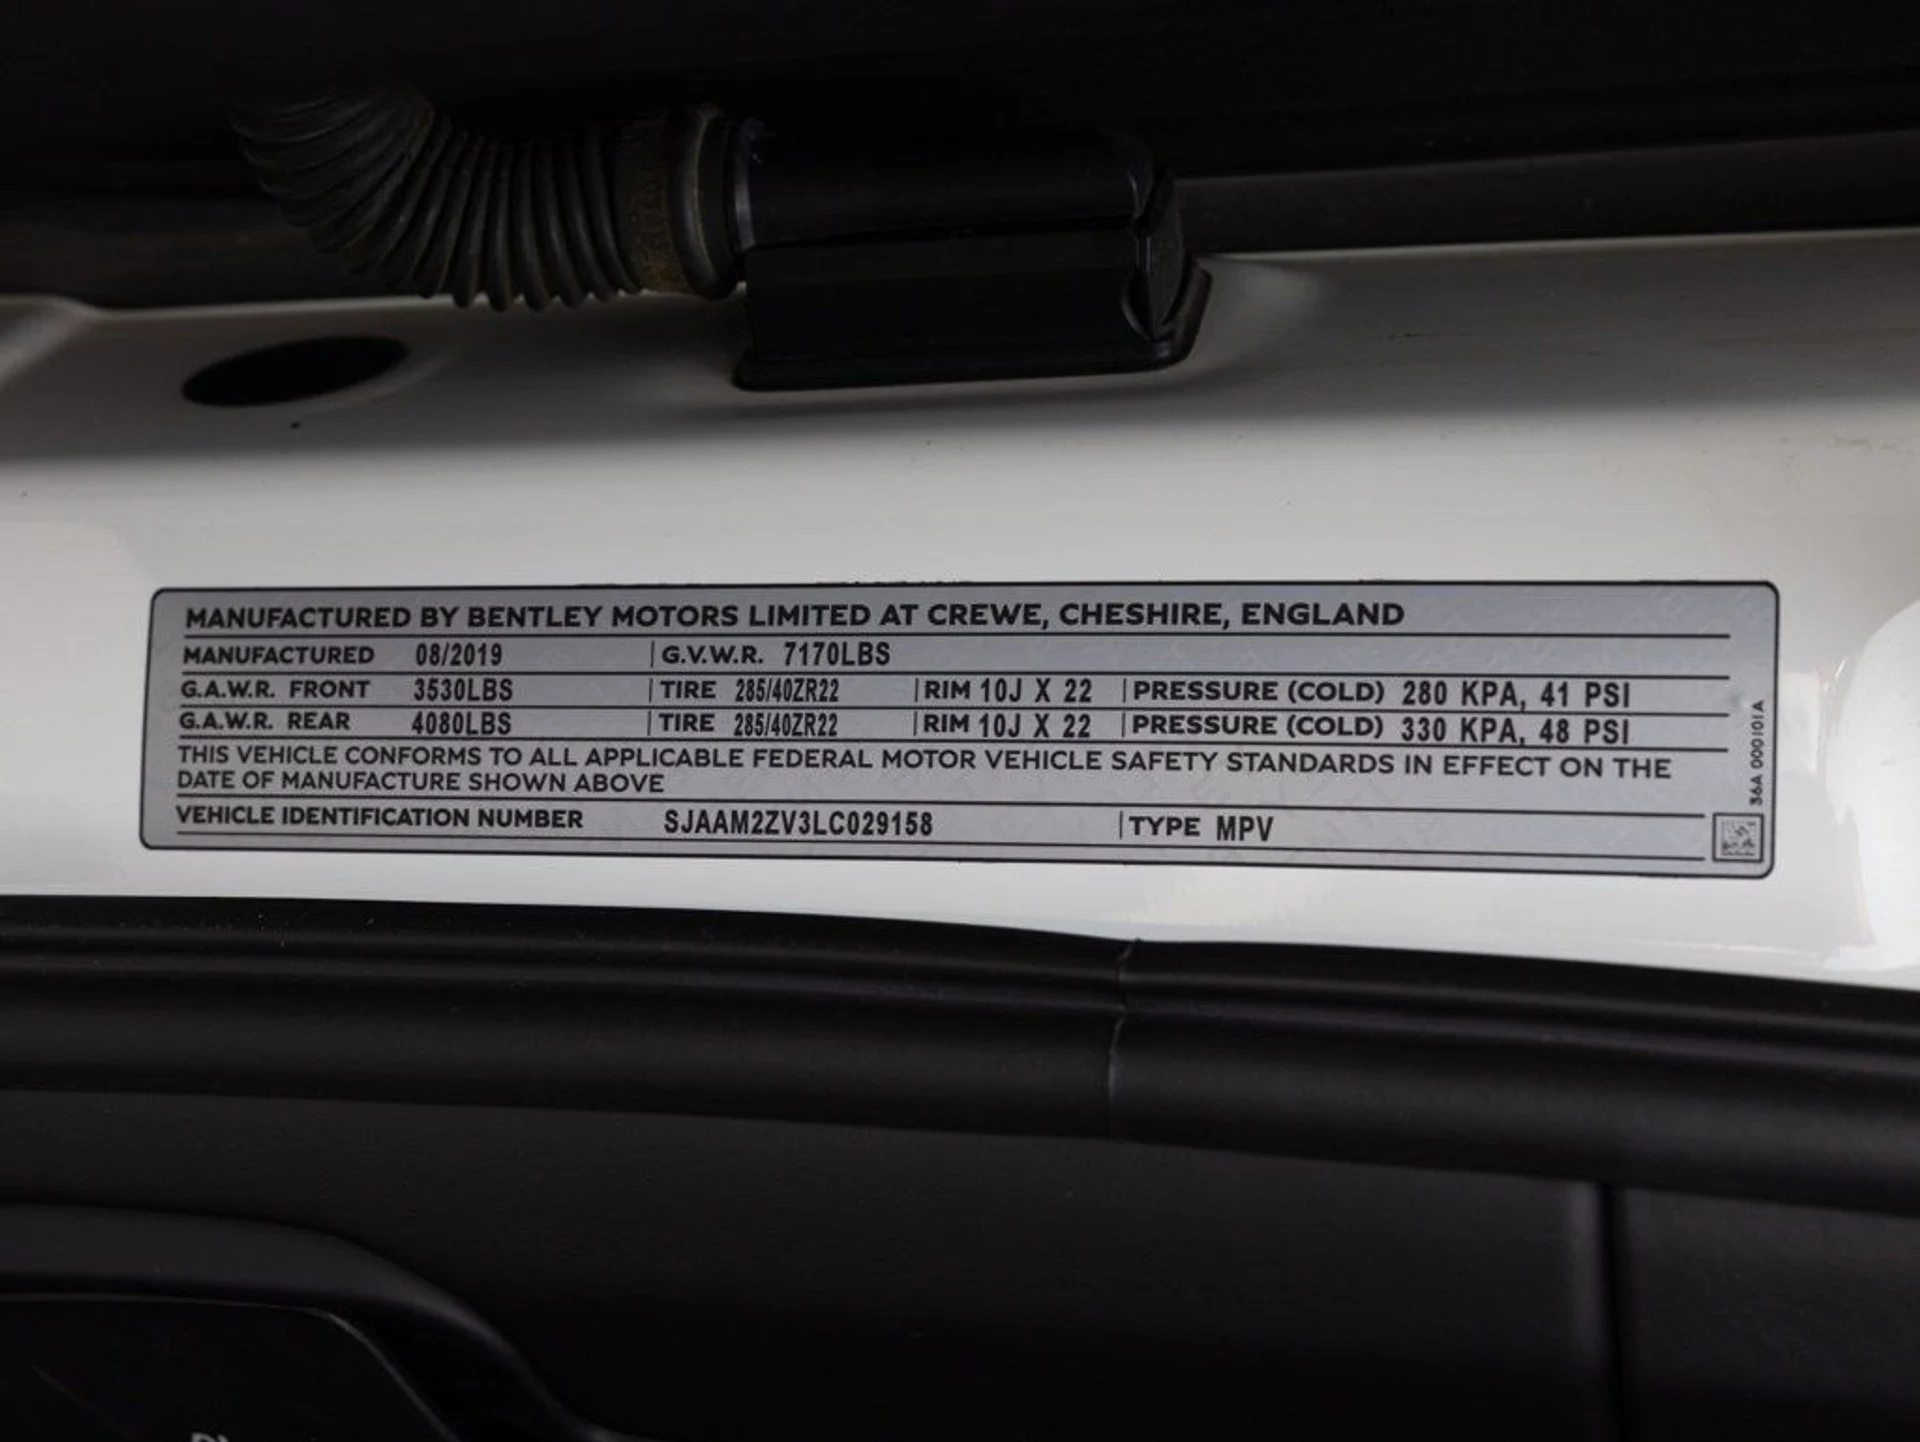 MANUFACTURED BY BENTLEY MOTORS LIMITED AT CREWE, CHESHIRE, ENGLAND
MANUFACTURED 08/2019 G.V.W.R. 7170LBS
G.A.W.R. FRONT 3530LBS TIRE 285/40ZR22 RIM 10J X 22 PRESSURE (COLD) 280 KPA, 41 PSI
G.A.W.R. REAR 4080LBS TIRE 285/40ZR22 RIM 10J X 22 PRESSURE (COLD) 330 KPA, 48 PSI
THIS VEHICLE CONFORMS TO ALL APPLICABLE FEDERAL MOTOR VEHICLE SAFETY STANDARDS IN EFFECT ON THE
DATE OF MANUFACTURE SHOWN ABOVE
VEHICLE IDENTIFICATION NUMBER SJAAM2ZV3LC029158 TYPE MPV
36A 000101A